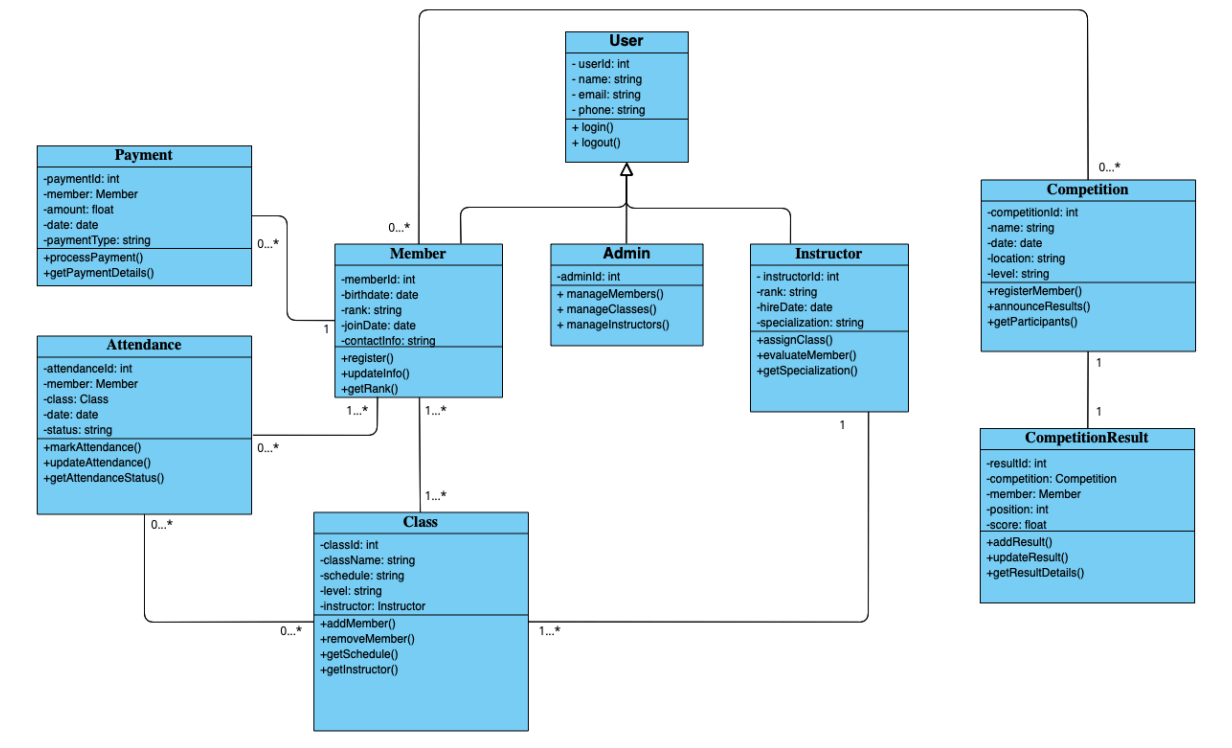 User
- userId: int
- name: string
- email: string
- phone: string
+ login()
+ logout()
Payment
-paymentId: int
-member: Member
-amount: float
-date: date
-paymentType: string
+processPayment()
+getPaymentDetails()
0...*
1
0...*
0...*
Member
-memberId: int
-birthdate: date
-rank: string
-joinDate: date
-contactInfo: string
+register()
+updateInfo()
+getRank()
Admin
-adminId: int
+ manageMembers()
+ manageClasses()
+ manageInstructors()
Instructor
- instructorId: int
-rank: string
-hireDate: date
-specialization: string
+assignClass()
+evaluateMember()
+getSpecialization()
Competition
-competitionId: int
-name: string
-date: date
-location: string
-level: string
+registerMember()
+announceResults()
+getParticipants()
Attendance
-attendanceId: int
-member: Member
-class: Class
-date: date
-status: string
+markAttendance()
+updateAttendance()
+getAttendanceStatus()
1...*
1...*
0...*
1...*
0...*
0...*
1...*
1
1
1
Class
-classId: int
-className: string
-schedule: string
-level: string
-instructor: Instructor
+addMember()
+removeMember()
+getSchedule()
+getInstructor()
CompetitionResult
-resultId: int
-competition: Competition
-member: Member
-position: int
-score: float
+addResult()
+updateResult()
+getResultDetails()